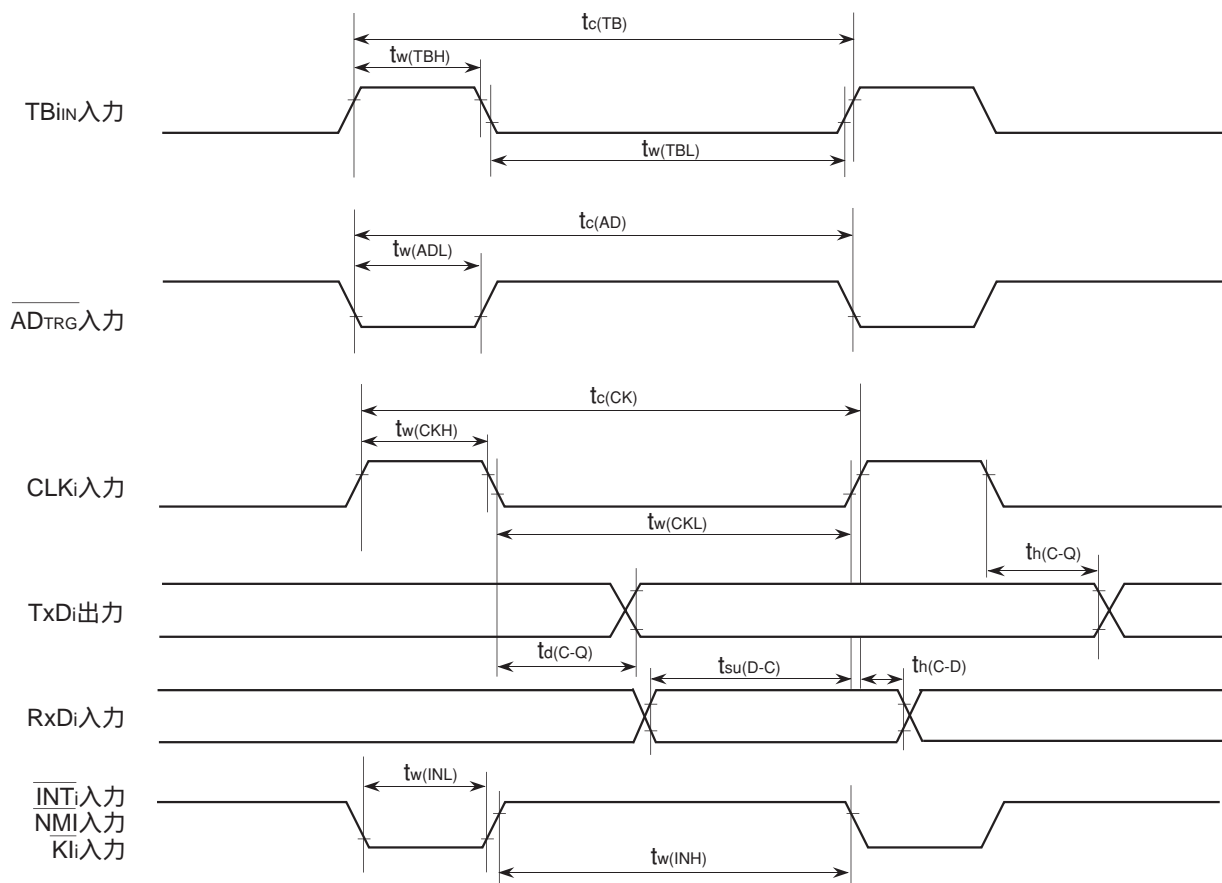 tc(TB)
tw(TBH)
TBiIN入力
tw(TBL)
tc(AD)
tw(ADL)
ADTRG入力
tc(CK)
tw(CKH)
CLKi入力
tw(CKL)
th(C-Q)
TxDi出力
td(C-Q)
tsu(D-C)
th(C-D)
RxDi入力
tw(INL)
INTi入力
NMI入力
KIi入力
tw(INH)